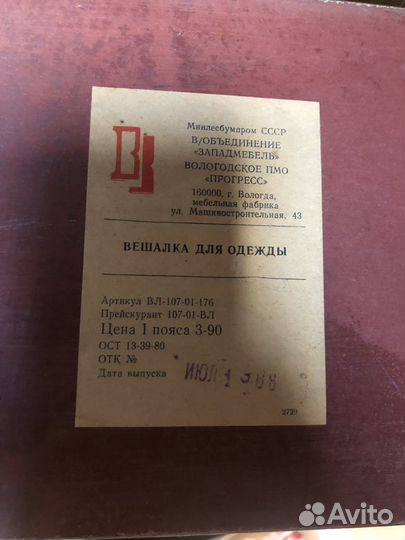 Минлесбумпром СССР
В/ОБЪЕДИНЕНИЕ
«ЗАПАДМЕБЕЛЬ»
ВОЛОГОДСКОЕ ПМО
«ПРОГРЕСС»
160000, г. Вологда,
мебельная фабрика
ул. Машиностроительная, 43
ВЕШАЛКА ДЛЯ ОДЕЖДЫ
Артикул ВЛ-107-01-176
Прейскурант 107-01-ВЛ
Цена I пояса 3-90
ОСТ 13-39-80
ОТК №
Дата выпуска ИЮЛ
2729
Avito